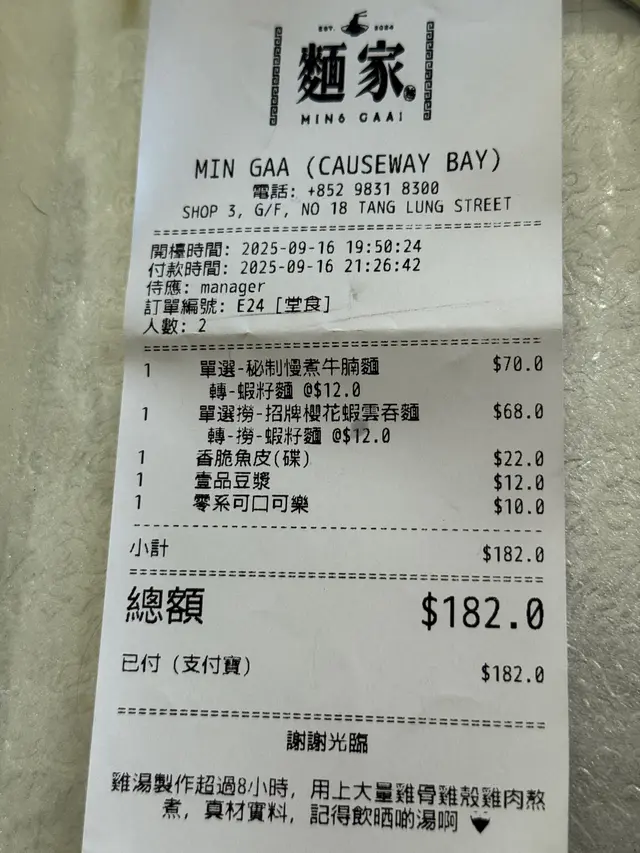 EST. 2024
麵家
MING GAA!
MIN GAA (CAUSEWAY BAY)
電話: +852 9831 8300
SHOP 3, G/F, NO 18 TANG LUNG STREET
開檯時間: 2025-09-16 19:50:24
付款時間: 2025-09-16 21:26:42
侍應: manager
訂單編號: E24 [堂食]
人數: 2
1 單選-秘制慢煮牛腩麵 $70.0
轉-蝦籽麵 @$12.0
1 單選撈-招牌櫻花蝦雲吞麵 $68.0
轉-撈-蝦籽麵 @$12.0
1 香脆魚皮(碟) $22.0
1 壹品豆漿 $12.0
1 零系可口可樂 $10.0
小計 $182.0
總額 $182.0
已付 (支付寶) $182.0
謝謝光臨
雞湯製作超過8小時, 用上大量雞骨雞殼雞肉熬
煮, 真材實料, 記得飲晒啲湯啊